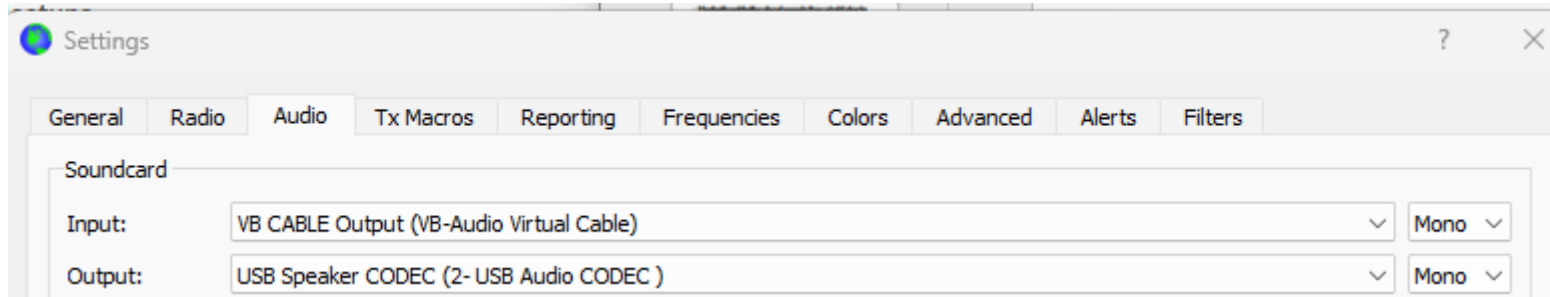 Settings
?
General Radio Audio Tx Macros Reporting Frequencies Colors Advanced Alerts Filters
Soundcard
Input: VB CABLE Output (VB-Audio Virtual Cable) Mono
Output: USB Speaker CODEC (2- USB Audio CODEC ) Mono